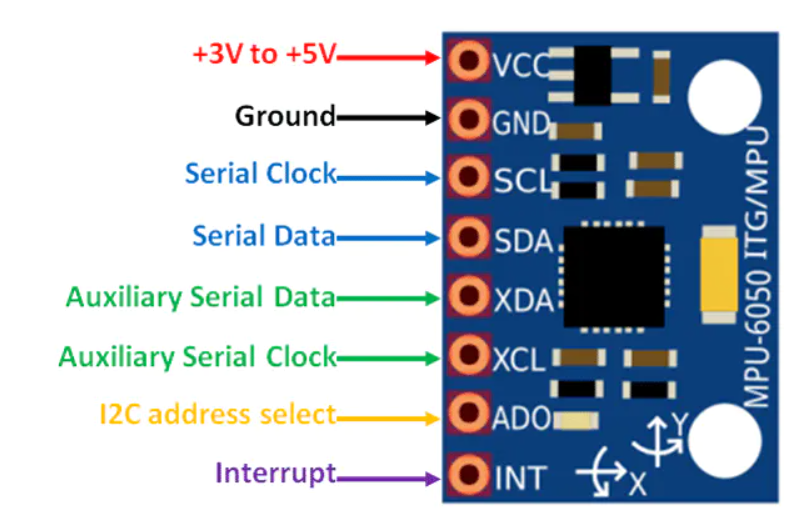 +3V to +5V
VCC
Ground
GND
Serial Clock
SCL
Serial Data
SDA
Auxiliary Serial Data
XDA
Auxiliary Serial Clock
XCL
I2C address select
ADO
Interrupt
INT
X
Y
MPU-6050 ITG/MPU